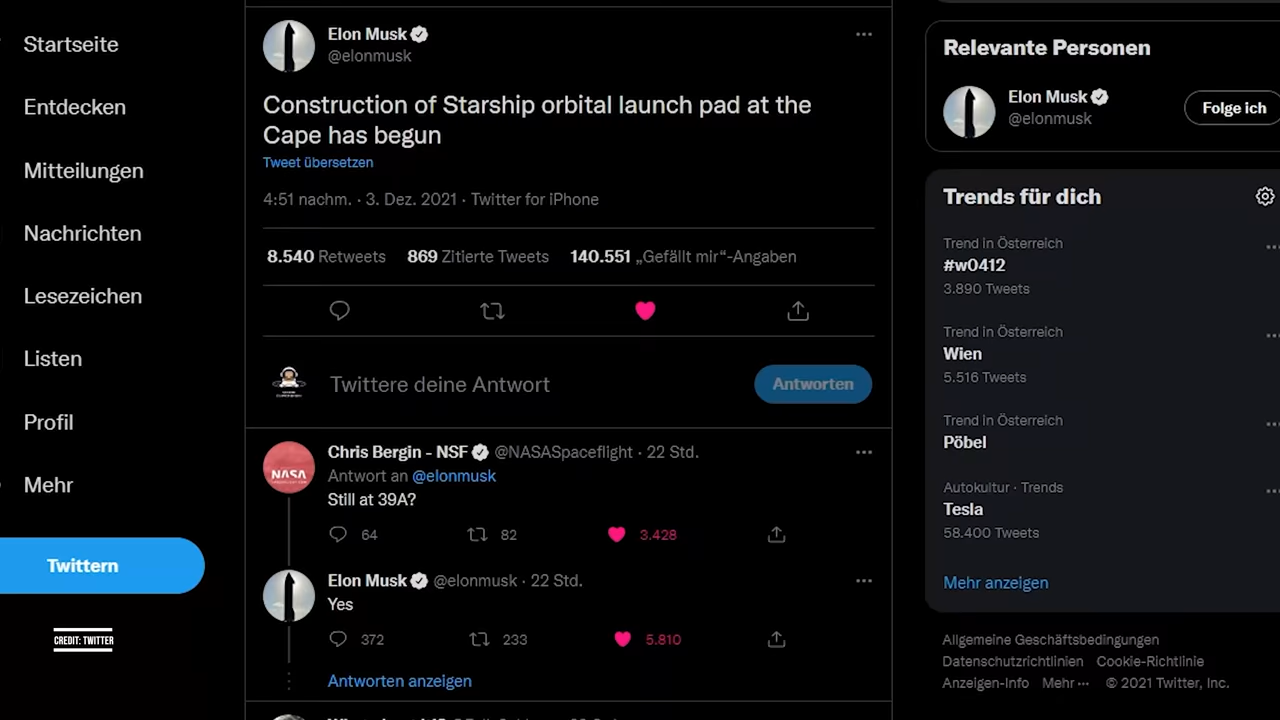 Startseite
Entdecken
Mitteilungen
Nachrichten
Lesezeichen
Listen
Profil
Mehr
Twittern
CREDIT: TWITTER
Elon Musk
@elonmusk
Construction of Starship orbital launch pad at the
Cape has begun
Tweet übersetzen
4:51 nachm. · 3. Dez. 2021 · Twitter for iPhone
8.540 Retweets 869 Zitierte Tweets 140.551 „Gefällt mir“-Angaben
Twittere deine Antwort
Antworten
Chris Bergin - NSF @NASASpaceflight · 22 Std.
Antwort an @elonmusk
Still at 39A?
NASA
64 82 3.428
Elon Musk @elonmusk · 22 Std.
Yes
372 233 5.810
Antworten anzeigen
Relevante Personen
Elon Musk
@elonmusk
Folge ich
Trends für dich
Trend in Österreich
#w0412
3.890 Tweets
Trend in Österreich
Wien
5.516 Tweets
Trend in Österreich
Pöbel
Autokultur · Trends
Tesla
58.400 Tweets
Mehr anzeigen
Allgemeine Geschäftsbedingungen
Datenschutzrichtlinien Cookie-Richtlinie
Anzeigen-Info Mehr ··· © 2021 Twitter, Inc.